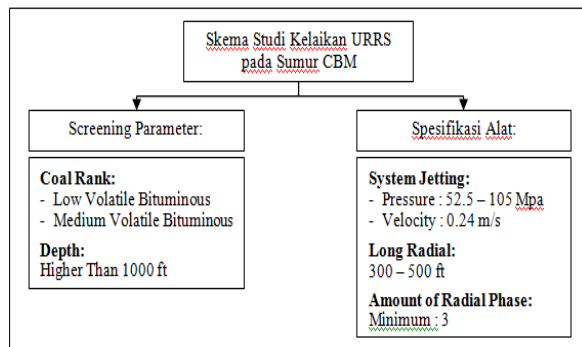 Skema Studi Kelaikan URRS
pada Sumur CBM
Screening Parameter:
Coal Rank:
- Low Volatile Bituminous
- Medium Volatile Bituminous
Depth:
Higher Than 1000 ft
Spesifikasi Alat:
System Jetting:
- Pressure : 52.5 – 105 Mpa
- Velocity : 0.24 m/s
Long Radial:
300 – 500 ft
Amount of Radial Phase:
Minimum : 3